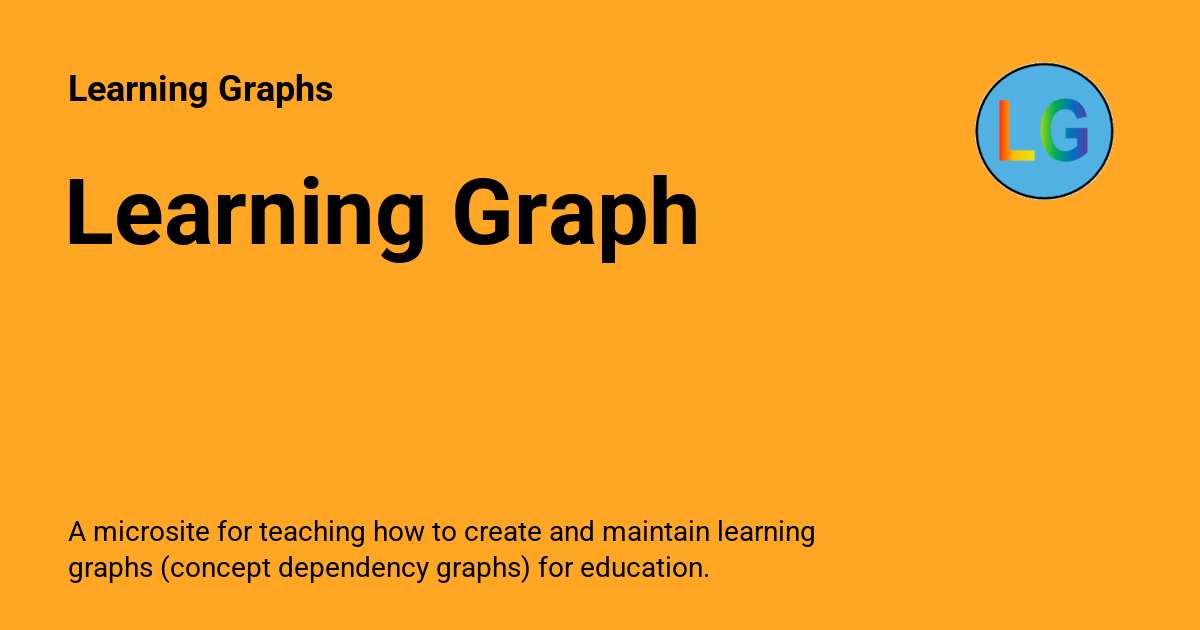 Learning Graphs
LG
Learning Graph
A microsite for teaching how to create and maintain learning
graphs (concept dependency graphs) for education.